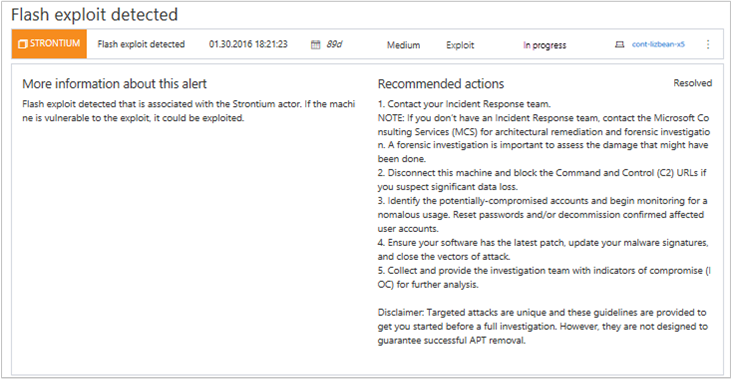 Flash exploit detected
STRONTIUM Flash exploit detected 01.30.2016 18:21:23 89d Medium Exploit In progress cont-lizbean-x5
More information about this alert
Flash exploit detected that is associated with the Strontium actor. If the machi
ne is vulnerable to the exploit, it could be exploited.
Recommended actions Resolved
1. Contact your Incident Response team.
NOTE: If you don't have an Incident Response team, contact the Microsoft Co
nsulting Services (MCS) for architectural remediation and forensic investigatio
n. A forensic investigation is important to assess the damage that might have
been done.
2. Disconnect this machine and block the Command and Control (C2) URLs if
you suspect significant data loss.
3. Identify the potentially-compromised accounts and begin monitoring for a
nomalous usage. Reset passwords and/or decommission confirmed affected
user accounts.
4. Ensure your software has the latest patch, update your malware signatures,
and close the vectors of attack.
5. Collect and provide the investigation team with indicators of compromise (I
OC) for further analysis.
Disclaimer: Targeted attacks are unique and these guidelines are provided to
get you started before a full investigation. However, they are not designed to
guarantee successful APT removal.